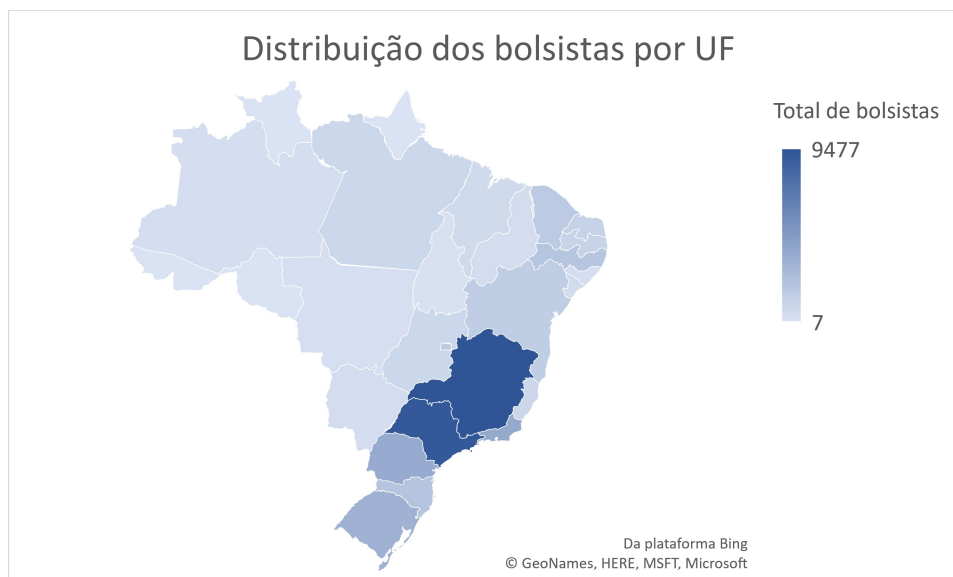 Distribuição dos bolsistas por UF
Total de bolsistas
9477
7
Da plataforma Bing
© GeoNames, HERE, MSFT, Microsoft